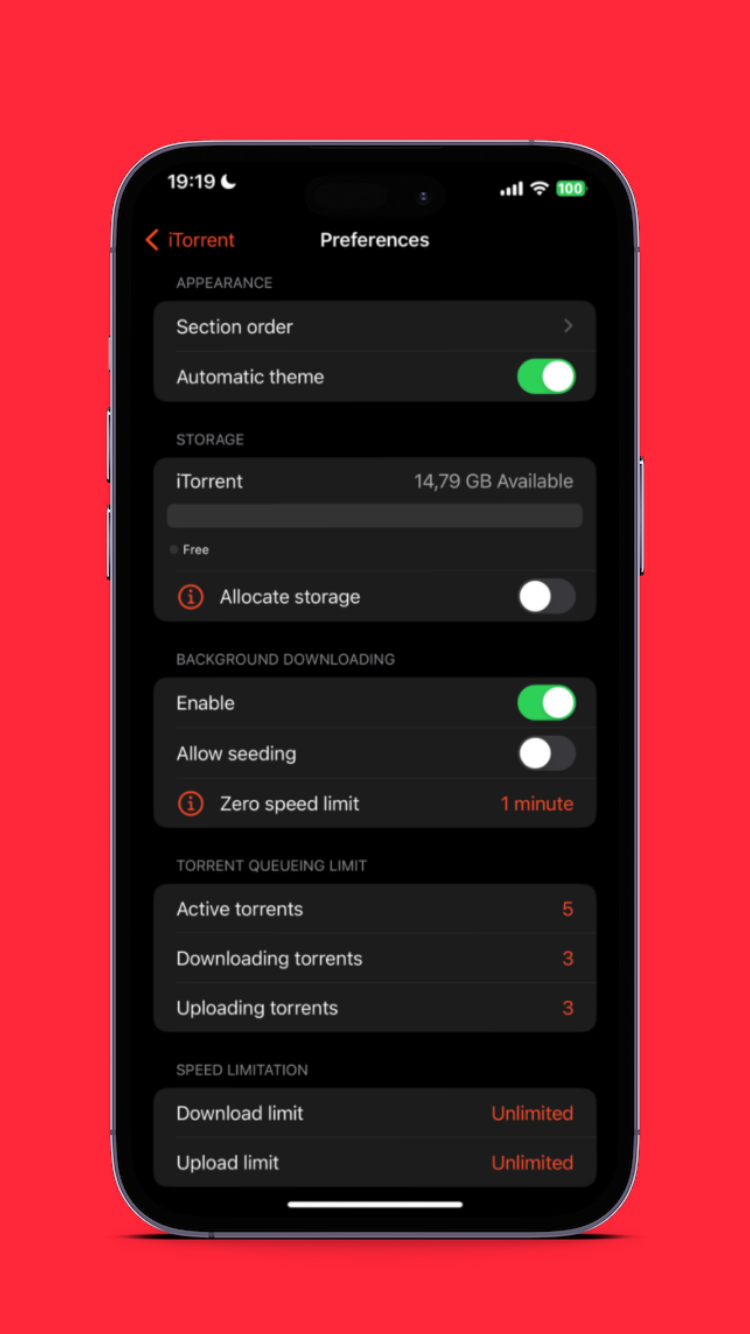 19:19
100
iTorrent
Preferences
APPEARANCE
Section order
Automatic theme
STORAGE
iTorrent 14,79 GB Available
Free
Allocate storage
BACKGROUND DOWNLOADING
Enable
Allow seeding
Zero speed limit 1 minute
TORRENT QUEUEING LIMIT
Active torrents 5
Downloading torrents 3
Uploading torrents 3
SPEED LIMITATION
Download limit Unlimited
Upload limit Unlimited